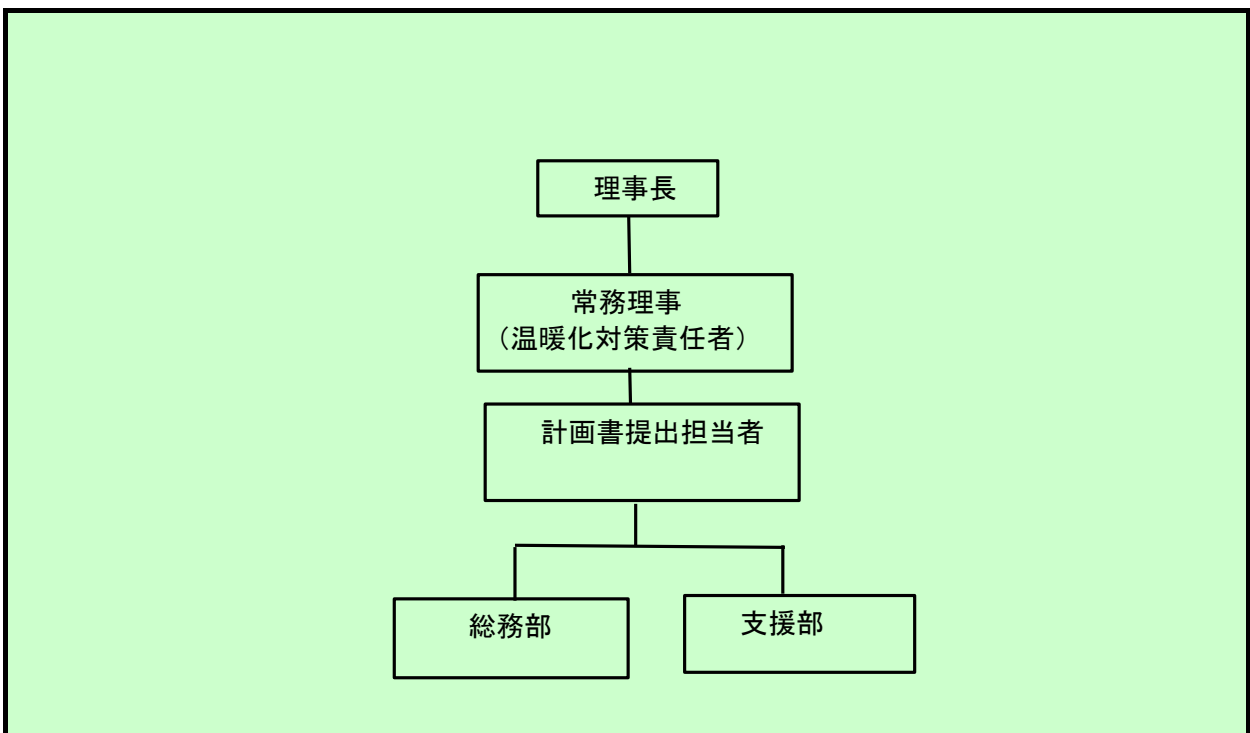 理事長
常務理事
（温暖化対策責任者）
計画書提出担当者
総務部
支援部